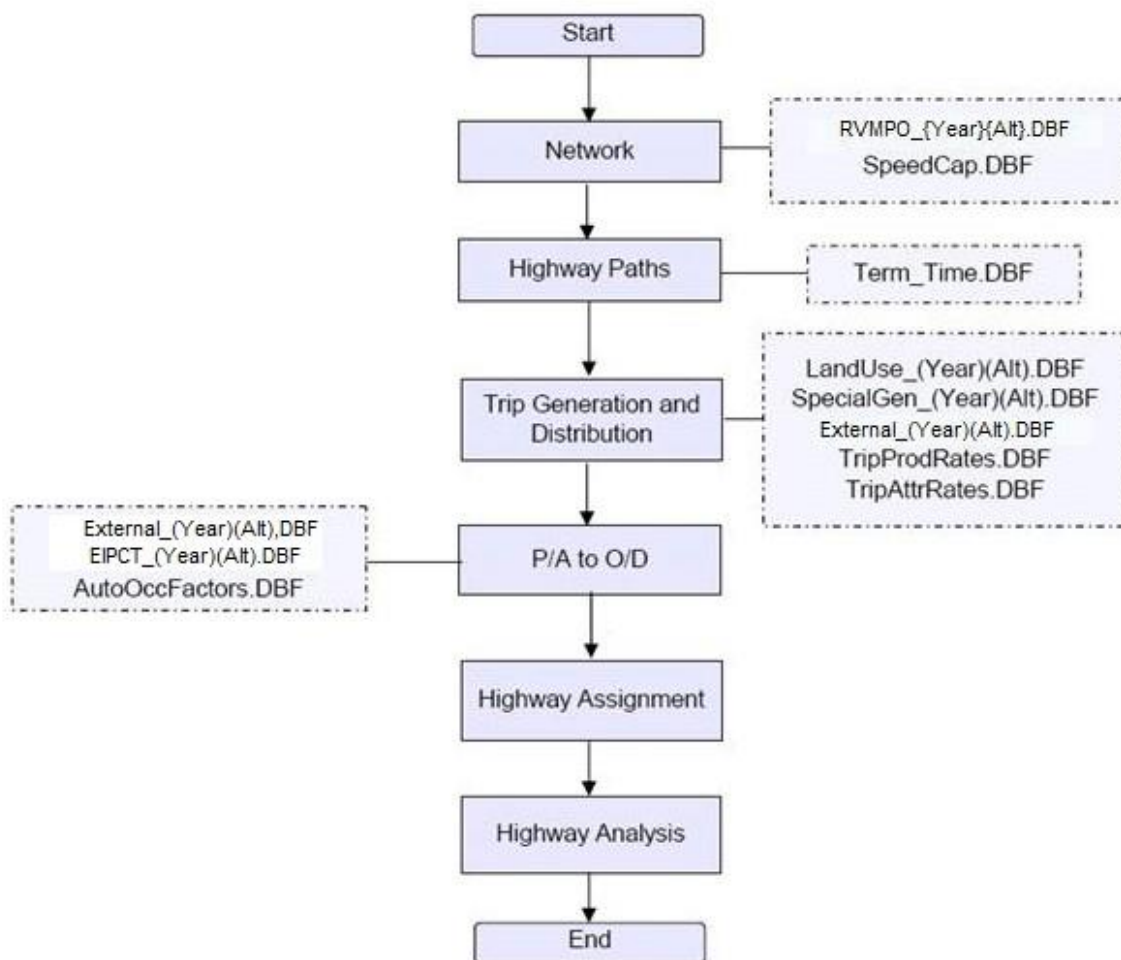 Start
Network
RVMPO_{Year}{Alt}.DBF
SpeedCap.DBF
Highway Paths
Term_Time.DBF
Trip Generation and
Distribution
LandUse_(Year)(Alt).DBF
SpecialGen_(Year)(Alt).DBF
External_(Year)(Alt).DBF
TripProdRates.DBF
TripAttrRates.DBF
External_(Year)(Alt),DBF
EIPCT_(Year)(Alt).DBF
AutoOccFactors.DBF
P/A to O/D
Highway Assignment
Highway Analysis
End